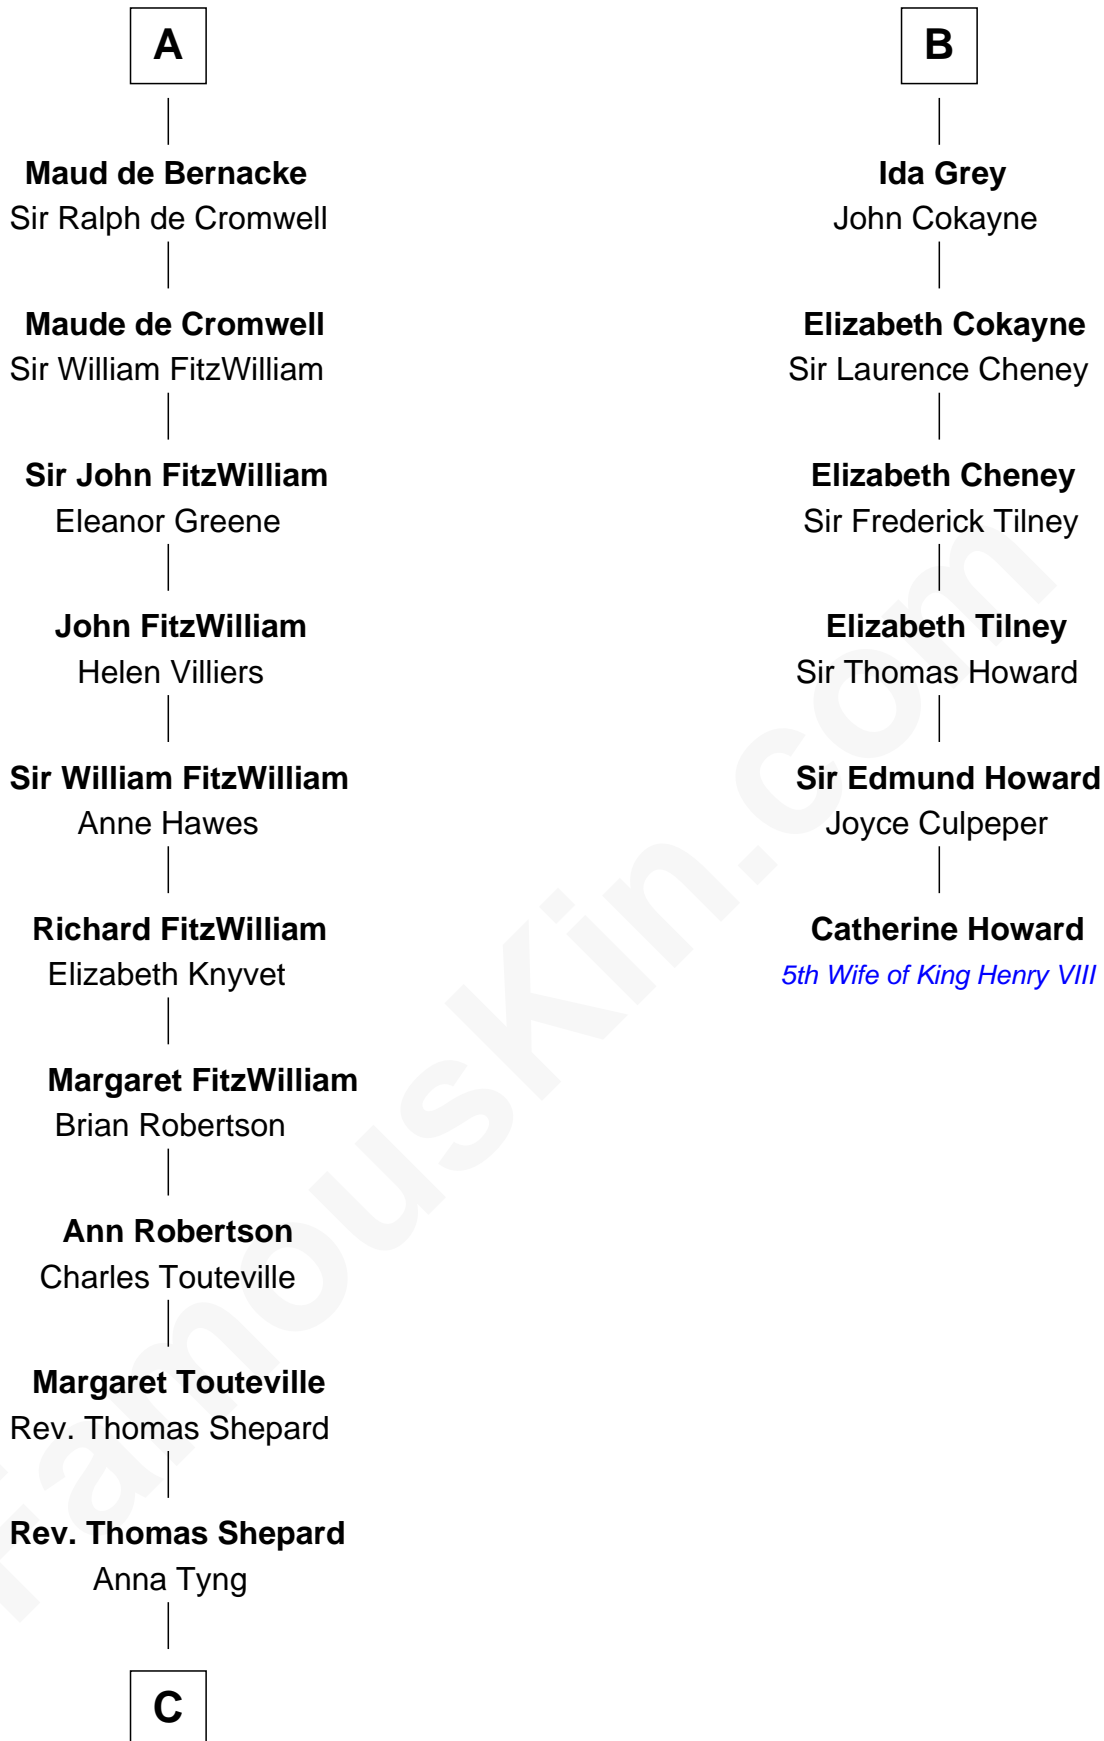 A
Maud de Bernacke
Sir Ralph de Cromwell
Maude de Cromwell
Sir William FitzWilliam
Sir John FitzWilliam
Eleanor Greene
John FitzWilliam
Helen Villiers
Sir William FitzWilliam
Anne Hawes
Richard FitzWilliam
Elizabeth Knyvet
Margaret FitzWilliam
Brian Robertson
Ann Robertson
Charles Touteville
Margaret Touteville
Rev. Thomas Shepard
Rev. Thomas Shepard
Anna Tyng
C
B
Ida Grey
John Cokayne
Elizabeth Cokayne
Sir Laurence Cheney
Elizabeth Cheney
Sir Frederick Tilney
Elizabeth Tilney
Sir Thomas Howard
Sir Edmund Howard
Joyce Culpeper
Catherine Howard
5th Wife of King Henry VIII
FamousKin.com